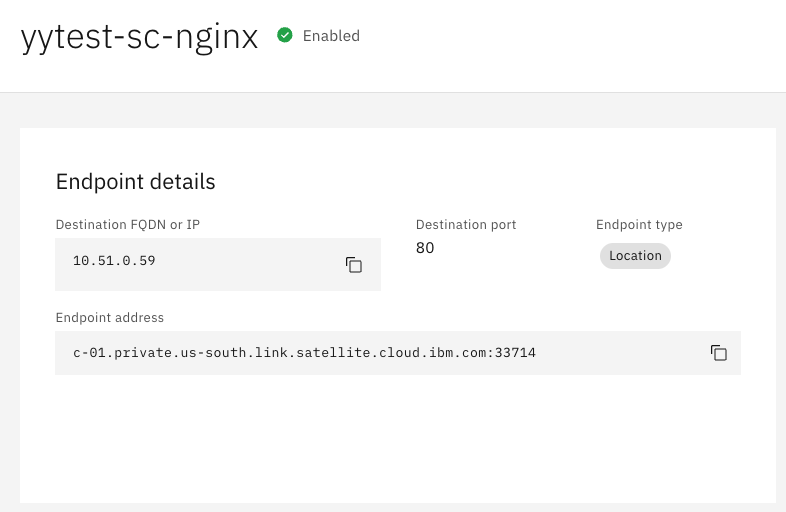 yytest-sc-nginx Enabled
Endpoint details
Destination FQDN or IP Destination port Endpoint type
10.51.0.59 80 Location
Endpoint address
c-01.private.us-south.link.satellite.cloud.ibm.com:33714